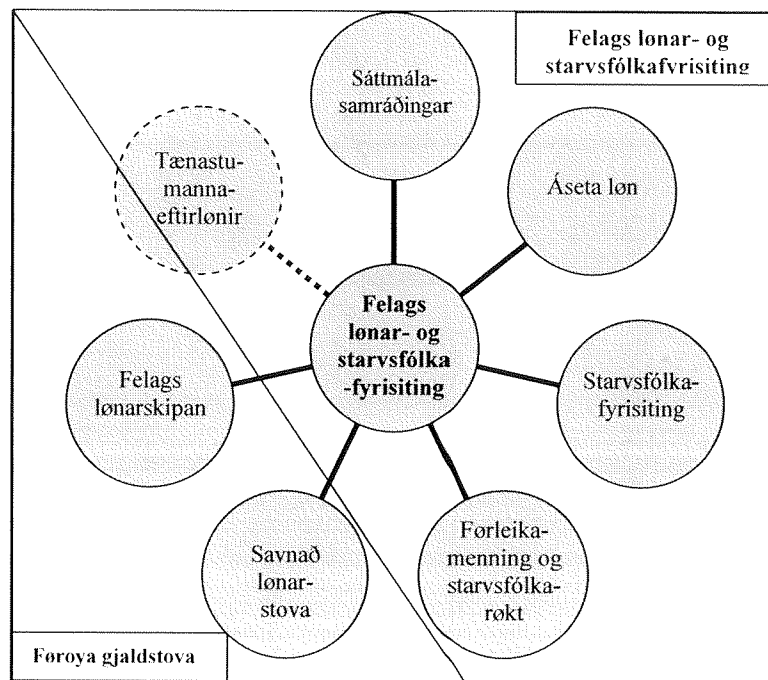 Felags lønar- og
starvsfólkafyrisiting
Sáttmála-
samráðingar
Tænastu-
manna-
eftirlønir
Áseta løn
Felags
lønar- og
starvsfólka
-fyrisiting
Felags
lønarskipan
Starvsfólka-
fyrisiting
Savnað
lønar-
stova
Førleika-
menning og
starvsfólka-
røkt
Føroya gjaldstova